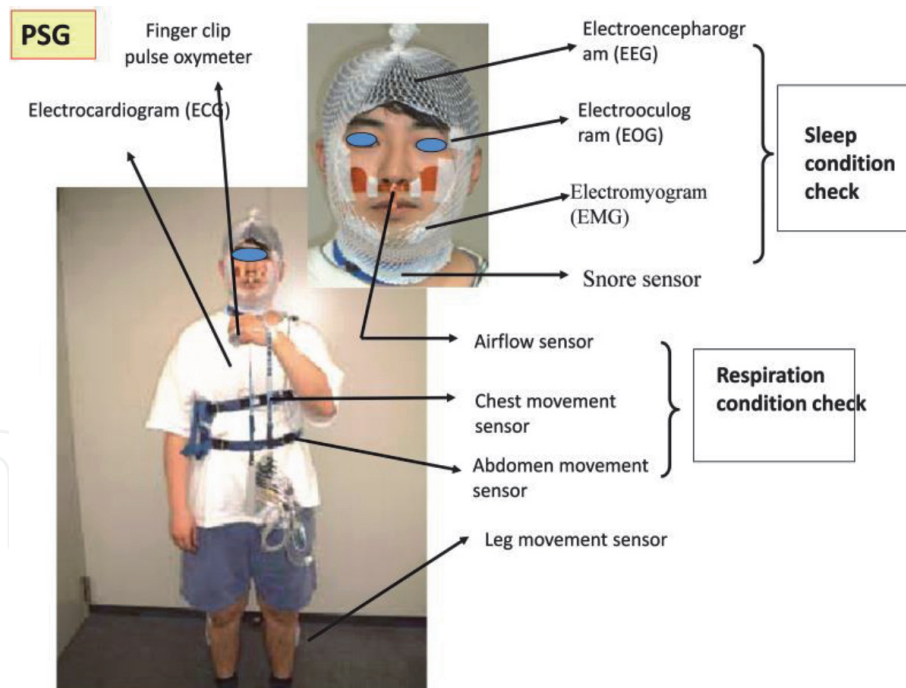 PSG
Finger clip
pulse oxymeter
Electrocardiogram (ECG)
Electroencepharogr
am (EEG)
Electrooculog
ram (EOG)
Electromyogram
(EMG)
Snore sensor
Sleep
condition
check
Airflow sensor
Chest movement
sensor
Abdomen movement
sensor
Respiration
condition check
Leg movement sensor